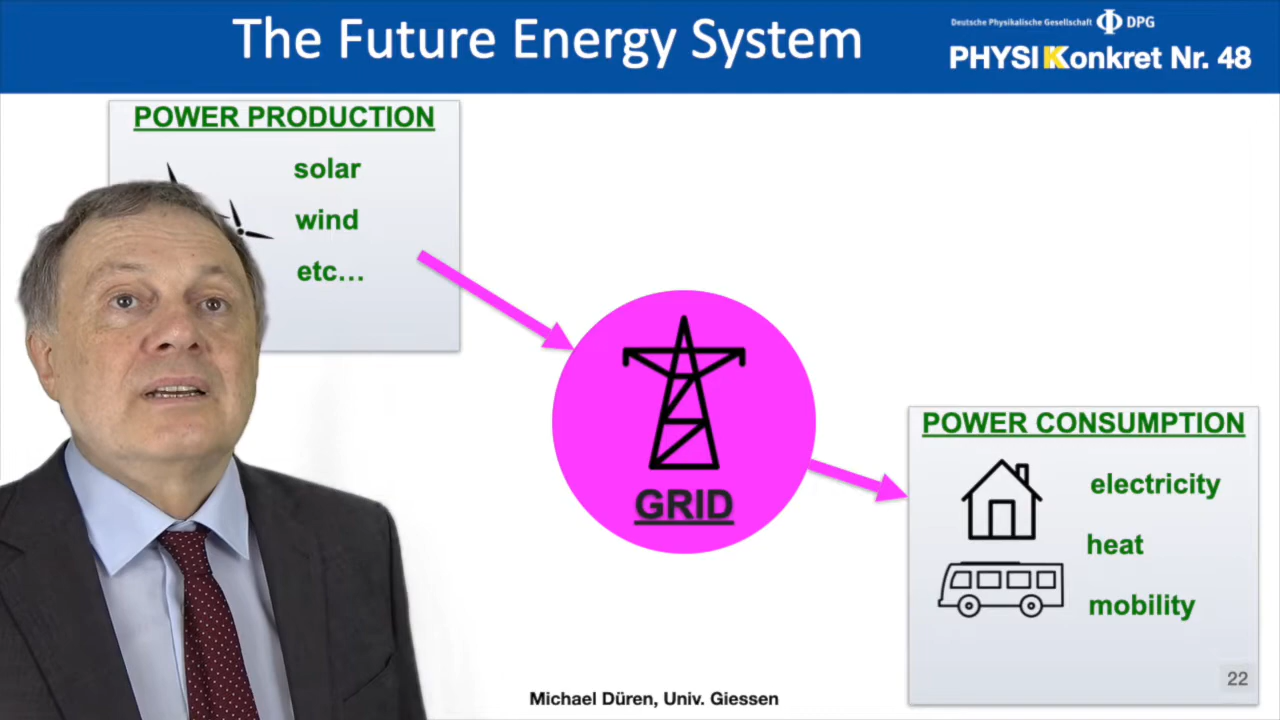 The Future Energy System
Deutsche Physikalische Gesellschaft DPG
PHYSIKonkret Nr. 48
POWER PRODUCTION
solar
wind
etc...
GRID
POWER CONSUMPTION
electricity
heat
mobility
22
Michael Düren, Univ. Giessen